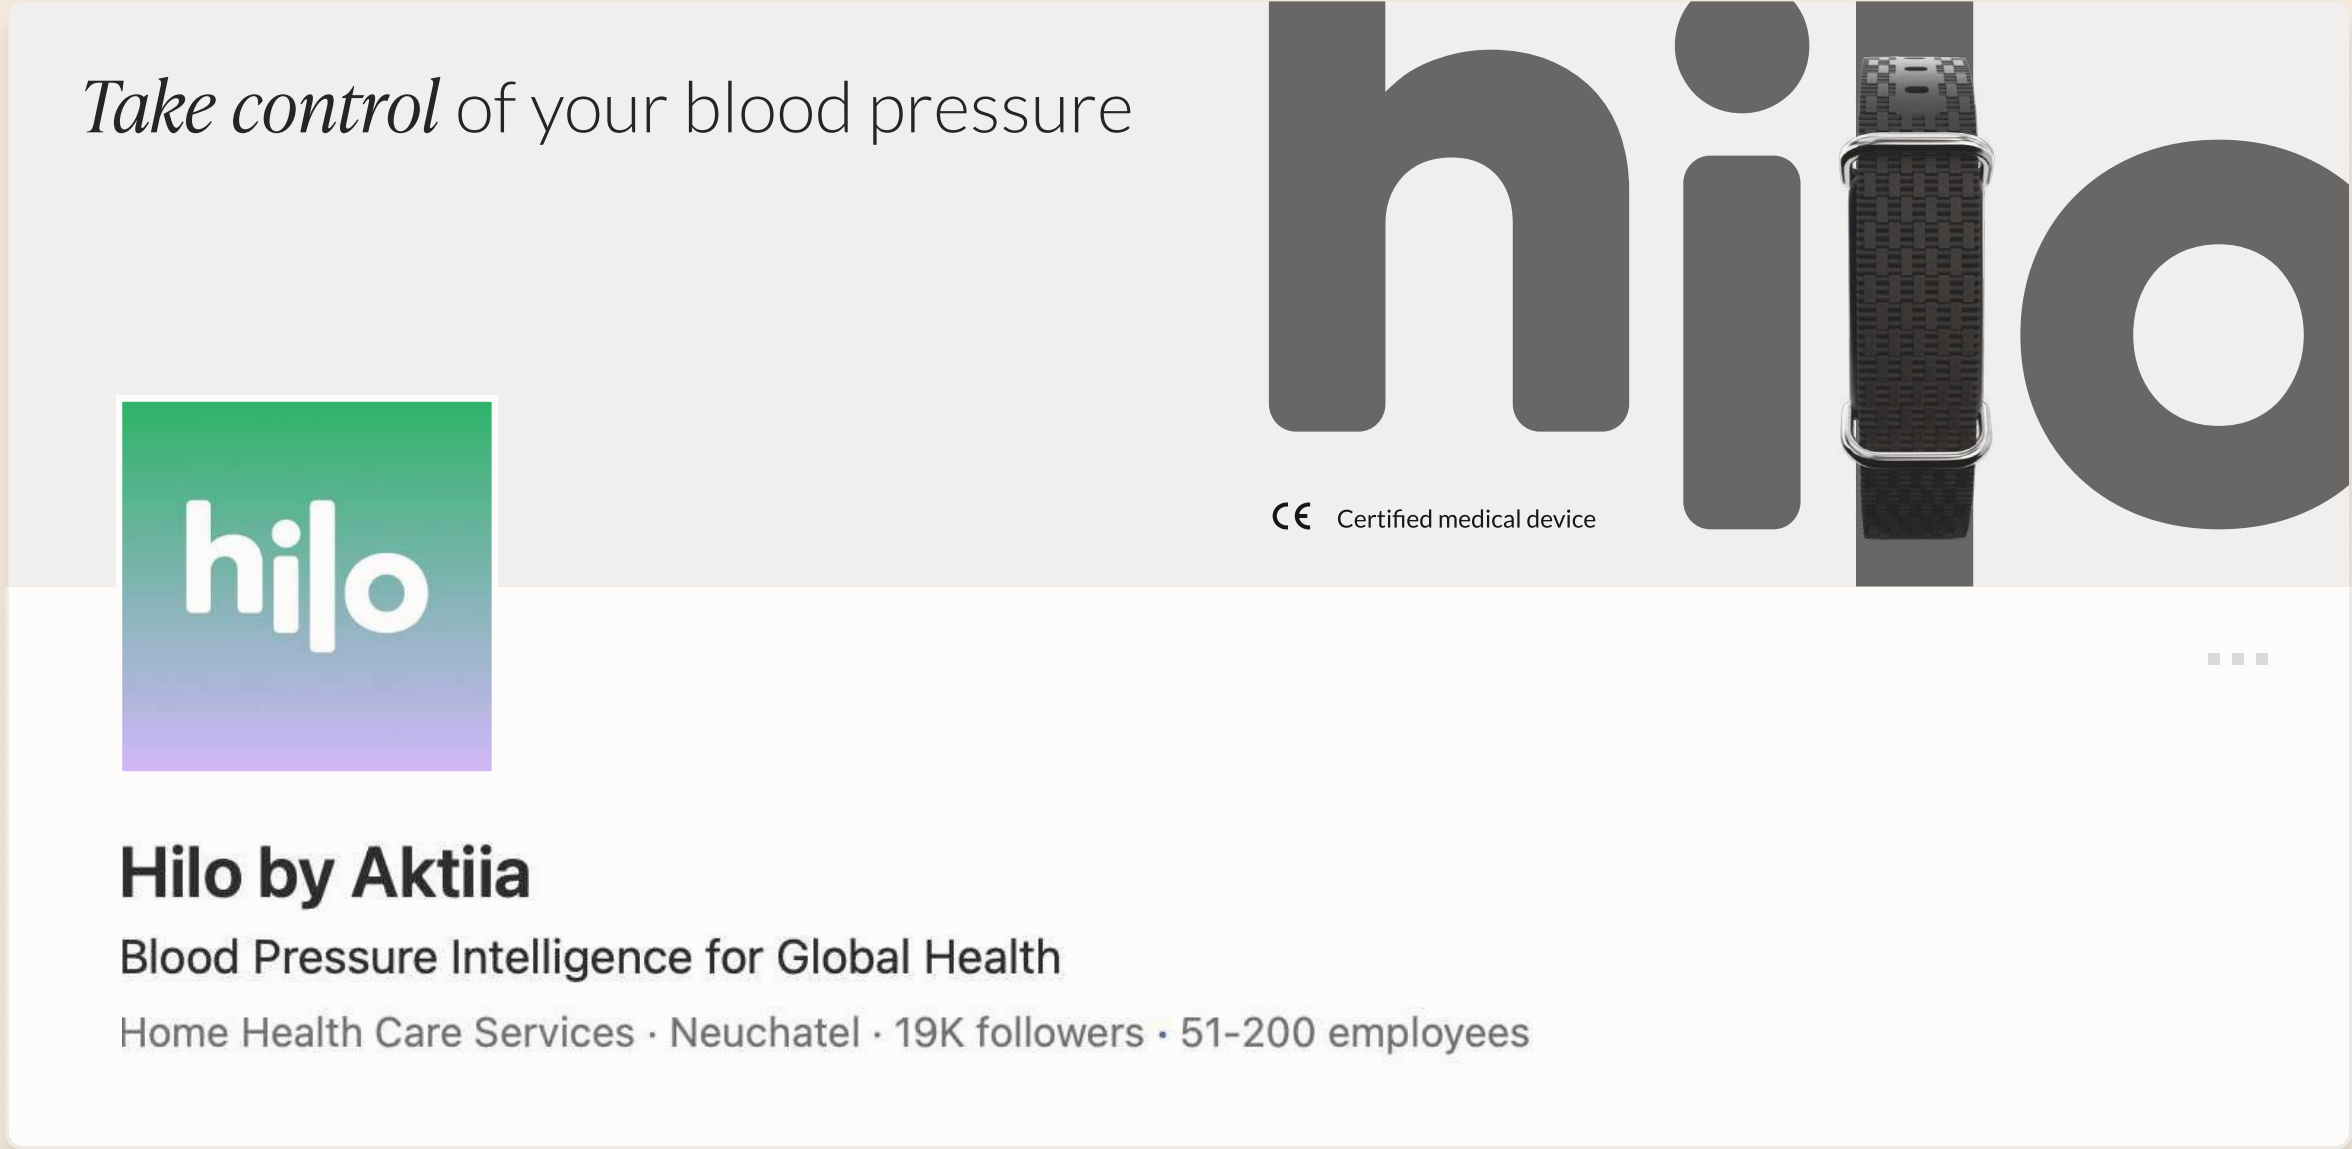 Take control of your blood pressure
hilo
CE Certified medical device
hilo
Hilo by Aktiia
Blood Pressure Intelligence for Global Health
Home Health Care Services · Neuchatel · 19K followers · 51-200 employees